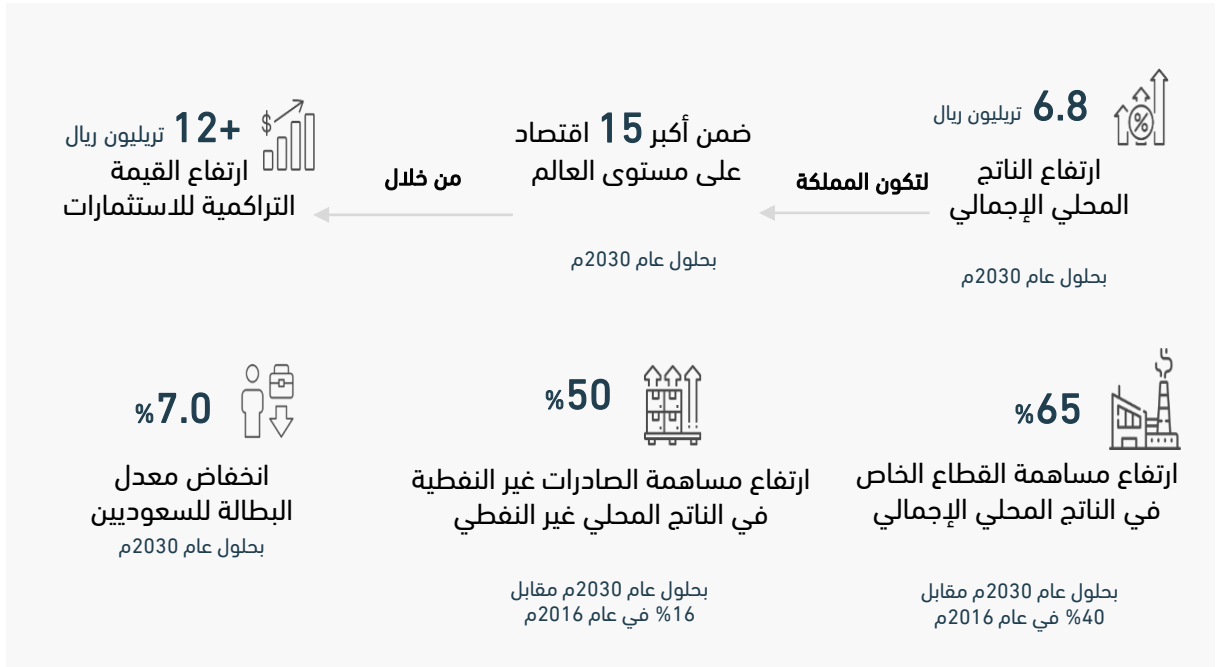 6.8 تريليون ريال
ارتفاع الناتج
المحلي الإجمالي
بحلول عام 2030م
لتكون المملكة
ضمن أكبر 15 اقتصاد
على مستوى العالم
بحلول عام 2030م
من خلال
+12 تريليون ريال
ارتفاع القيمة
التراكمية للاستثمارات
%65
ارتفاع مساهمة القطاع الخاص
في الناتج المحلي الإجمالي
بحلول عام 2030م مقابل
%40 في عام 2016م
%50
ارتفاع مساهمة الصادرات غير النفطية
في الناتج المحلي غير النفطي
بحلول عام 2030م مقابل
%16 في عام 2016م
%7.0
انخفاض معدل
البطالة للسعوديين
بحلول عام 2030م